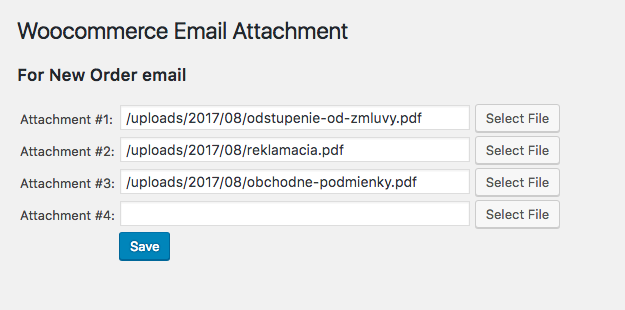 Woocommerce Email Attachment
For New Order email
Attachment #1: /uploads/2017/08/odstupenie-od-zmluvy.pdf Select File
Attachment #2: /uploads/2017/08/reklamacia.pdf Select File
Attachment #3: /uploads/2017/08/obchodne-podmienky.pdf Select File
Attachment #4: Select File
Save